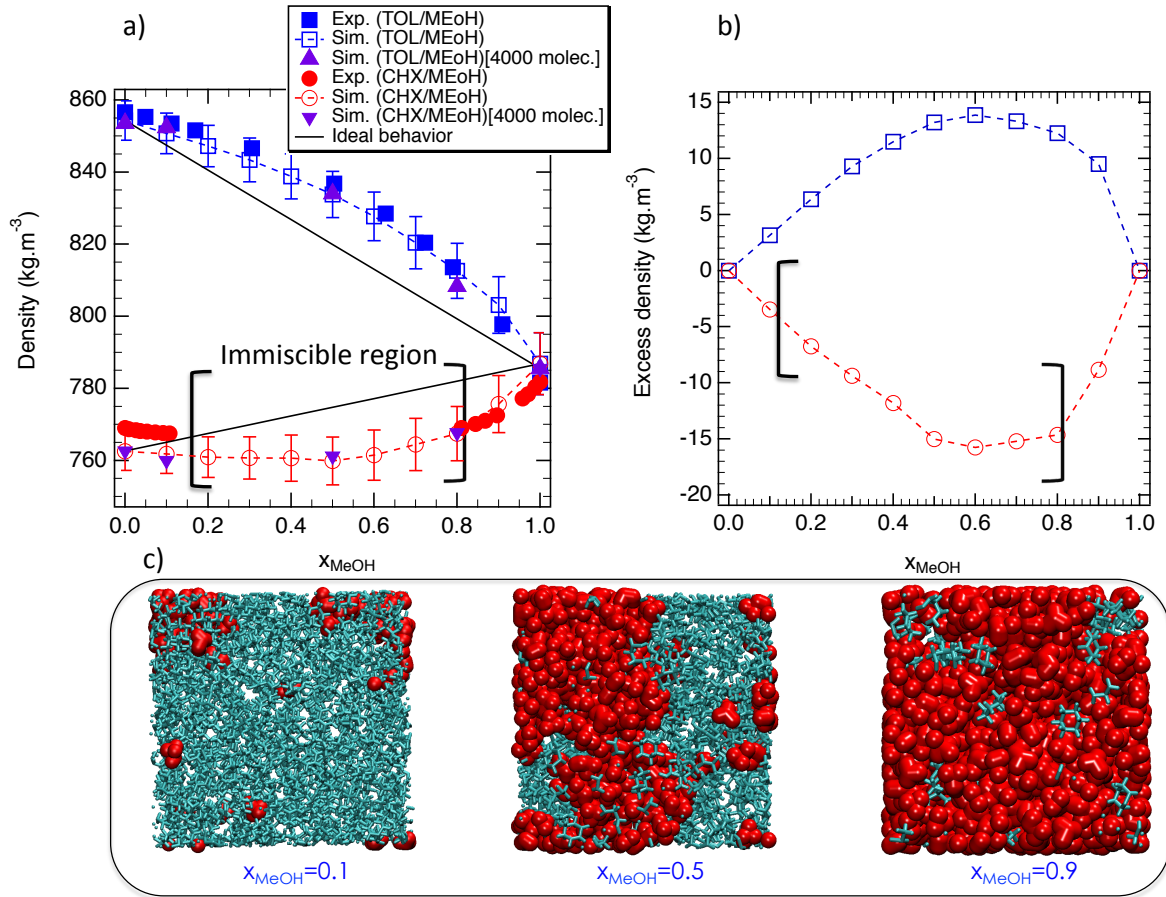 a)
Exp. (TOL/MEoH)
Sim. (TOL/MEoH)
Sim. (TOL/MEoH)[4000 molec.]
Exp. (CHX/MEoH)
Sim. (CHX/MEoH)
Sim. (CHX/MEoH)[4000 molec.]
Ideal behavior
Density (kg.m-3)
860
840
820
800
780
760
Immiscible region
0.0 0.2 0.4 0.6 0.8 1.0
xMeOH
b)
Excess density (kg.m-3)
15
10
5
0
-5
-10
-15
-20
0.0 0.2 0.4 0.6 0.8 1.0
xMeOH
c)
xMeOH=0.1
xMeOH=0.5
xMeOH=0.9